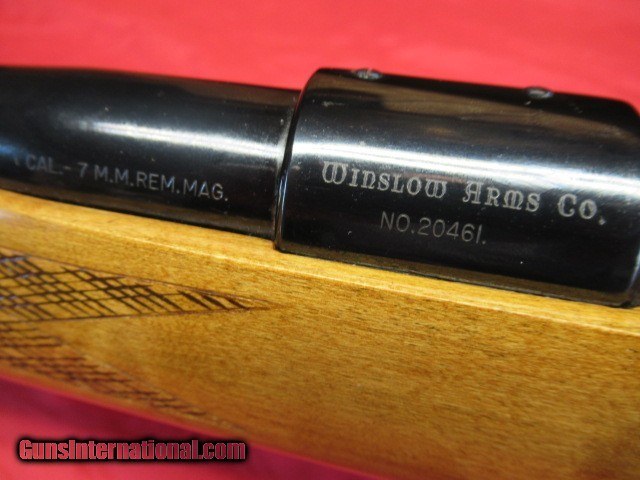 CAL.-7 M.M.REM.MAG.
Winslow Arms Co.
NO.20461.
GunsInternational.com